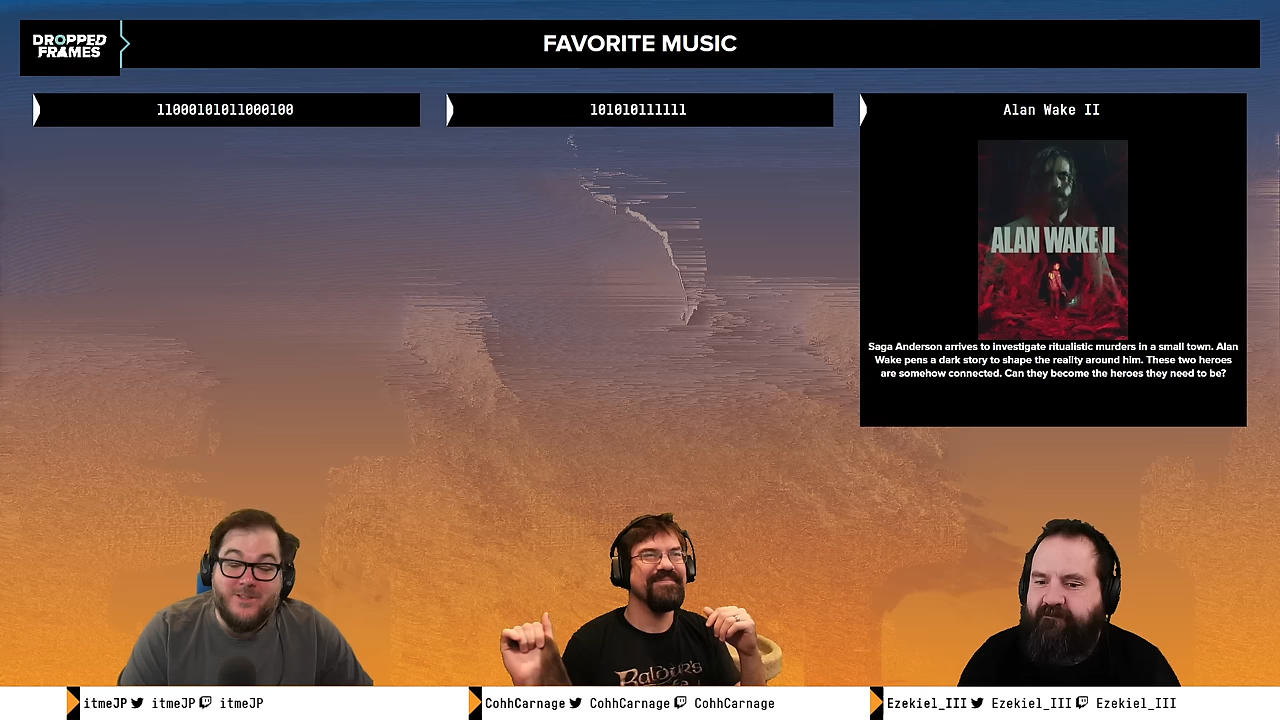 DROPPED
FRAMES
FAVORITE MUSIC
11000101011000100
101010111111
Alan Wake II
ALAN WAKE II
Saga Anderson arrives to investigate ritualistic murders in a small town. Alan
Wake pens a dark story to shape the reality around him. These two heroes
are somehow connected. Can they become the heroes they need to be?
Baldur's
itmeJP itmeJP itmeJP
CohhCarnage CohhCarnage CohhCarnage
Ezekiel_III Ezekiel_III Ezekiel_III